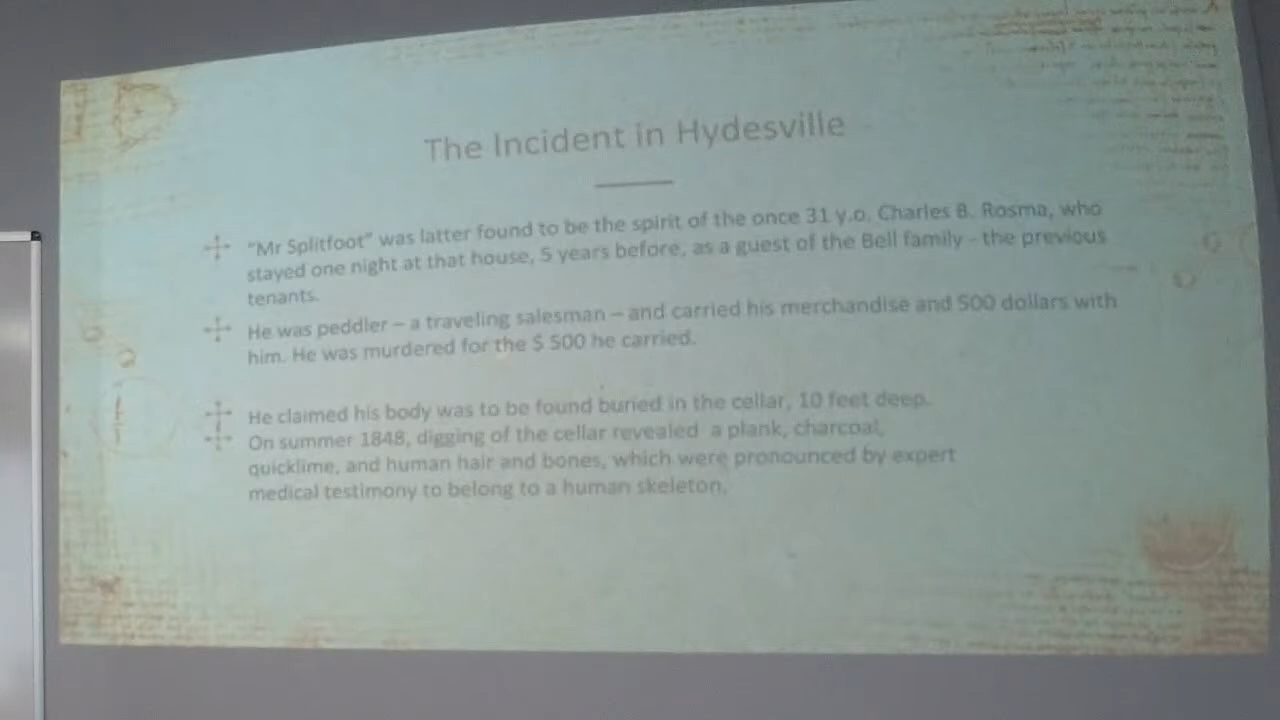 The Incident in Hydesville
"Mr Splitfoot" was latter found to be the spirit of the once 31 y.o. Charles B. Rosma, who
stayed one night at that house, 5 years before, as a guest of the Bell family - the previous
tenants.
He was peddler – a traveling salesman – and carried his merchandise and 500 dollars with
him. He was murdered for the $ 500 he carried.
He claimed his body was to be found buried in the cellar, 10 feet deep.
On summer 1848, digging of the cellar revealed a plank, charcoal,
quicklime, and human hair and bones, which were pronounced by expert
medical testimony to belong to a human skeleton.